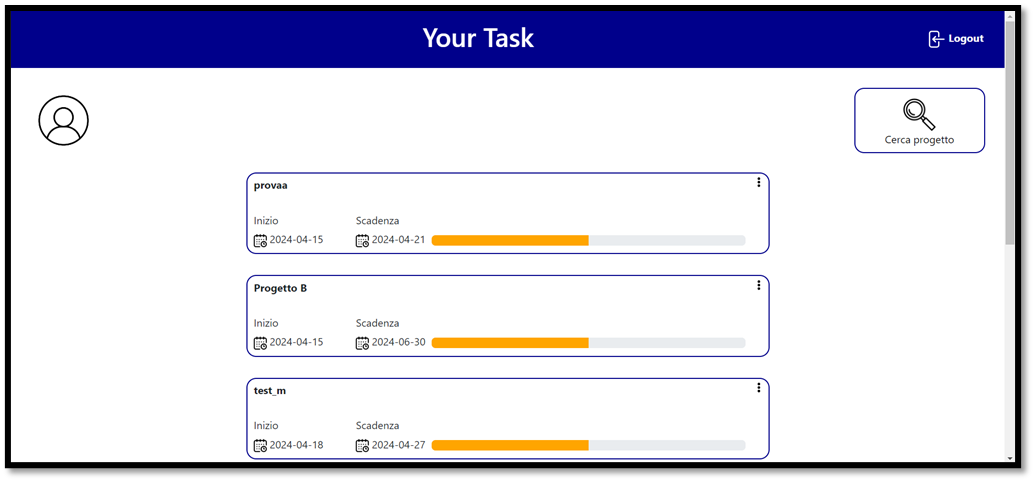 Your Task
Logout
Cerca progetto
provaa
Inizio Scadenza
2024-04-15 2024-04-21
Progetto B
Inizio Scadenza
2024-04-15 2024-06-30
test_m
Inizio Scadenza
2024-04-18 2024-04-27